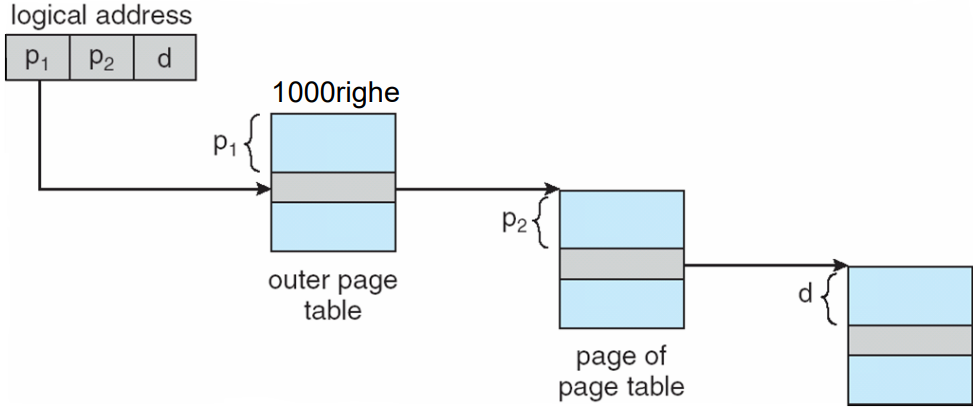 logical address
p₁ p₂ d
1000righe
p₁
outer page
table
p₂
page of
page table
d